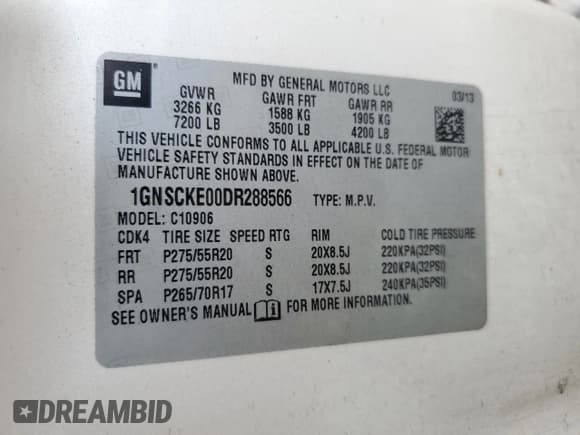 GM
MFD BY GENERAL MOTORS LLC 03/13
GVWR GAWR FRT GAWR RR
3266 KG 1588 KG 1905 KG
7200 LB 3500 LB 4200 LB
THIS VEHICLE CONFORMS TO ALL APPLICABLE U.S. FEDERAL MOTOR
VEHICLE SAFETY STANDARDS IN EFFECT ON THE DATE OF
MANUFACTURE SHOWN ABOVE.
1GNSCKE00DR288566 TYPE: M.P.V.
MODEL: C10906
CDK4 TIRE SIZE SPEED RTG RIM COLD TIRE PRESSURE
FRT P275/55R20 S 20X8.5J 220KPA(32PSI)
RR P275/55R20 S 20X8.5J 220KPA(32PSI)
SPA P265/70R17 S 17X7.5J 240KPA(35PSI)
SEE OWNER'S MANUAL FOR MORE INFORMATION.
DREAMBID